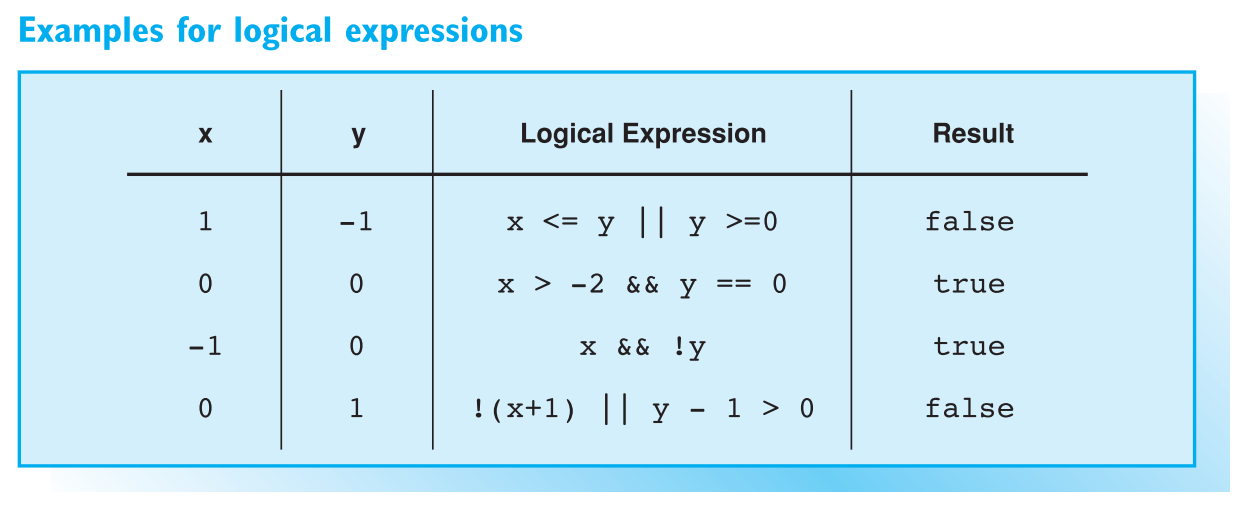 Examples for logical expressions
x y Logical Expression Result
1 -1 x <= y || y >=0 false
0 0 x > -2 && y == 0 true
-1 0 x && !y true
0 1 !(x+1) || y - 1 > 0 false